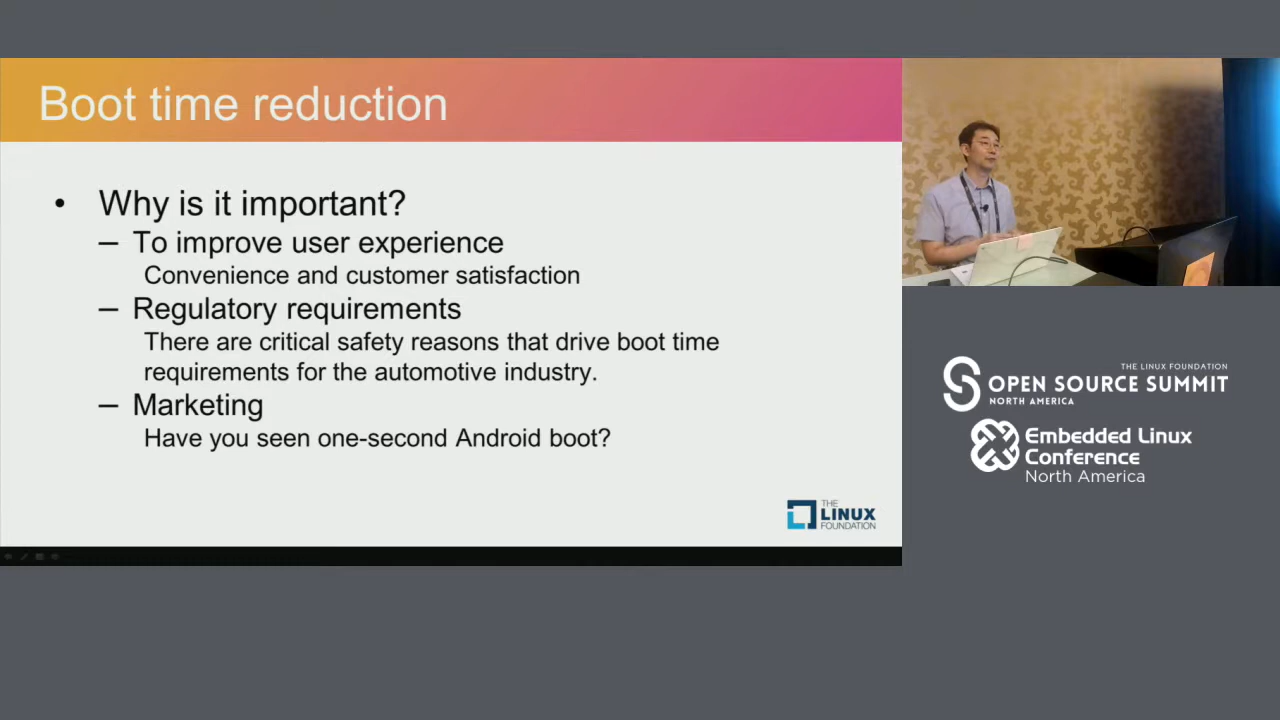 Boot time reduction
• Why is it important?
– To improve user experience
Convenience and customer satisfaction
– Regulatory requirements
There are critical safety reasons that drive boot time
requirements for the automotive industry.
– Marketing
Have you seen one-second Android boot?
THE
LINUX
FOUNDATION
THE LINUX FOUNDATION
OPEN SOURCE SUMMIT
NORTH AMERICA
Embedded Linux
Conference
North America